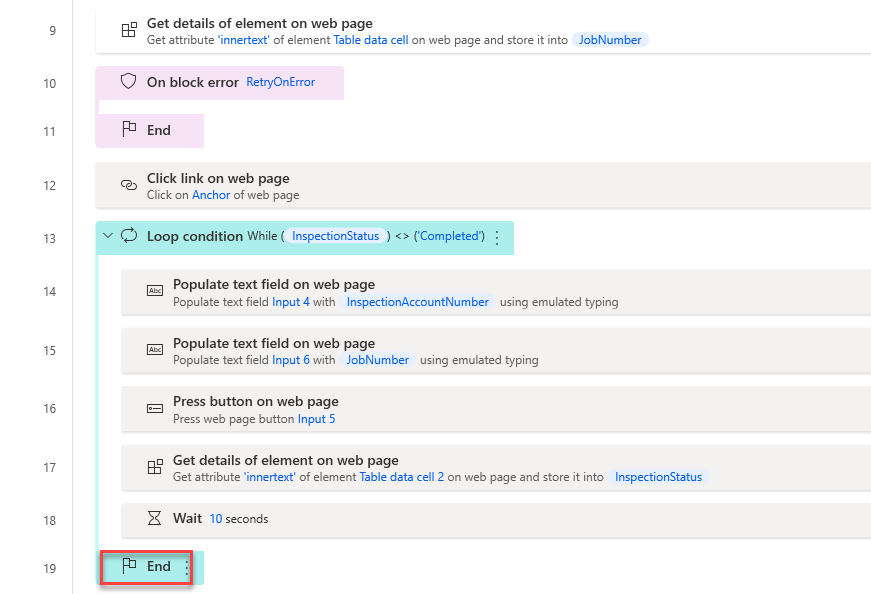 9
Get details of element on web page
Get attribute 'innertext' of element Table data cell on web page and store it into JobNumber
10
On block error RetryOnError
11
End
12
Click link on web page
Click on Anchor of web page
13
Loop condition While ( InspectionStatus ) <> ('Completed')
14
Abc
Populate text field on web page
Populate text field Input 4 with InspectionAccountNumber using emulated typing
15
Abc
Populate text field on web page
Populate text field Input 6 with JobNumber using emulated typing
16
Press button on web page
Press web page button Input 5
17
Get details of element on web page
Get attribute 'innertext' of element Table data cell 2 on web page and store it into InspectionStatus
18
Wait 10 seconds
19
End